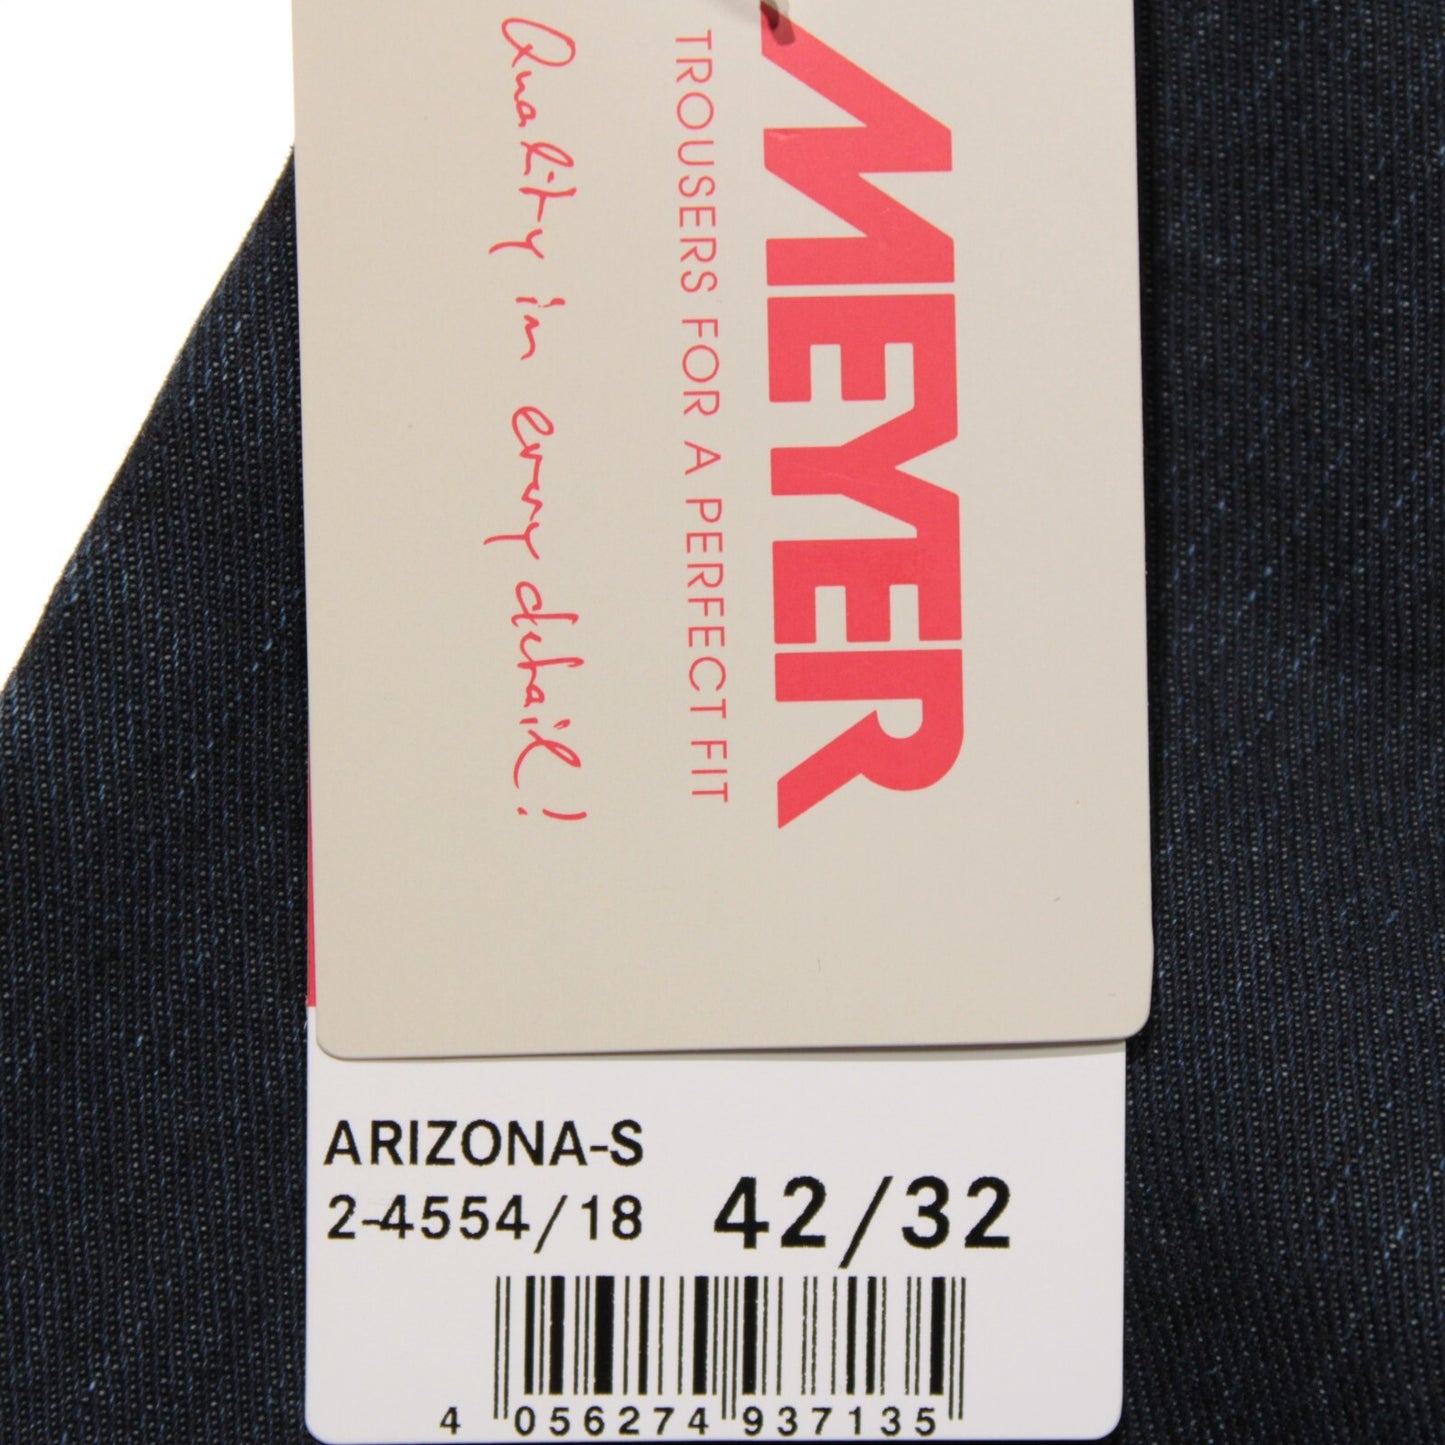 MEYER
TROUSERS FOR A PERFECT FIT
Quality in every detail!
ARIZONA-S
2-4554/18 42/32
4 056274 937135